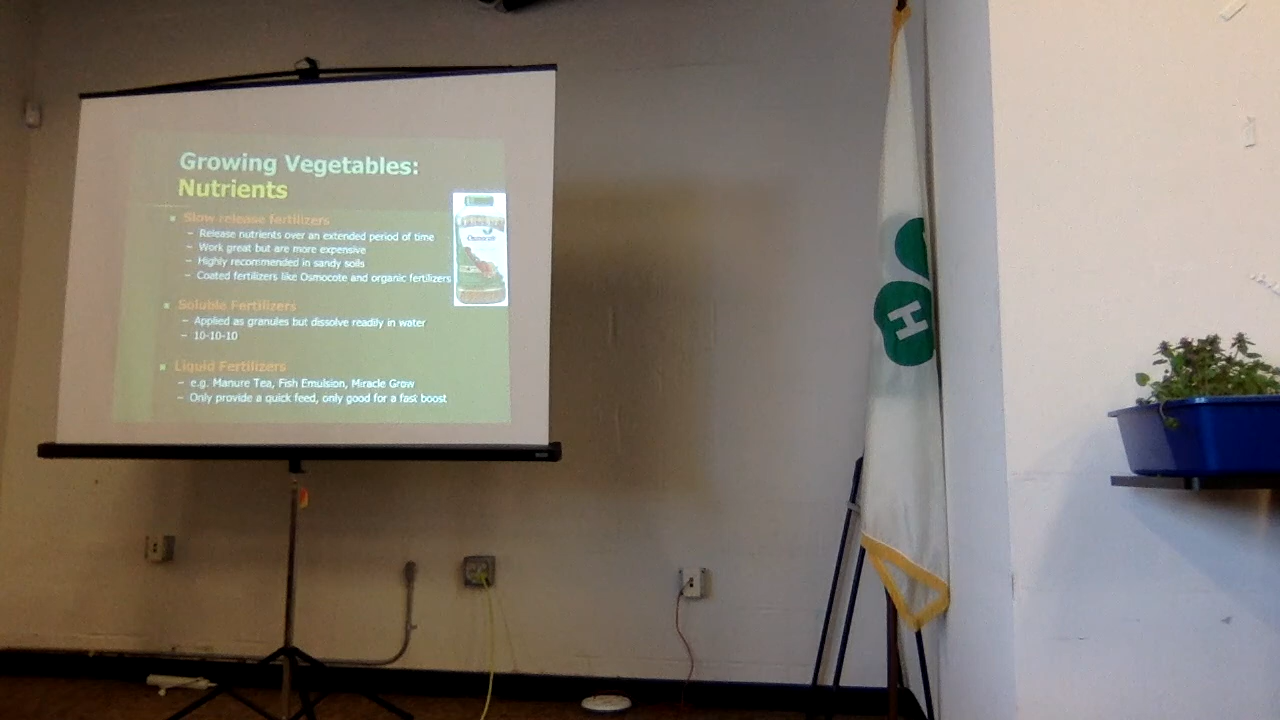 Growing Vegetables:
Nutrients
Slow release fertilizers
– Release nutrients over an extended period of time
– Work great but are more expensive
– Highly recommended in sandy soils
– Coated fertilizers like Osmocote and organic fertilizers
Soluble Fertilizers
– Applied as granules but dissolve readily in water
– 10-10-10
Liquid Fertilizers
– e.g. Manure Tea, Fish Emulsion, Miracle Grow
– Only provide a quick feed, only good for a fast boost
Osmocote
H